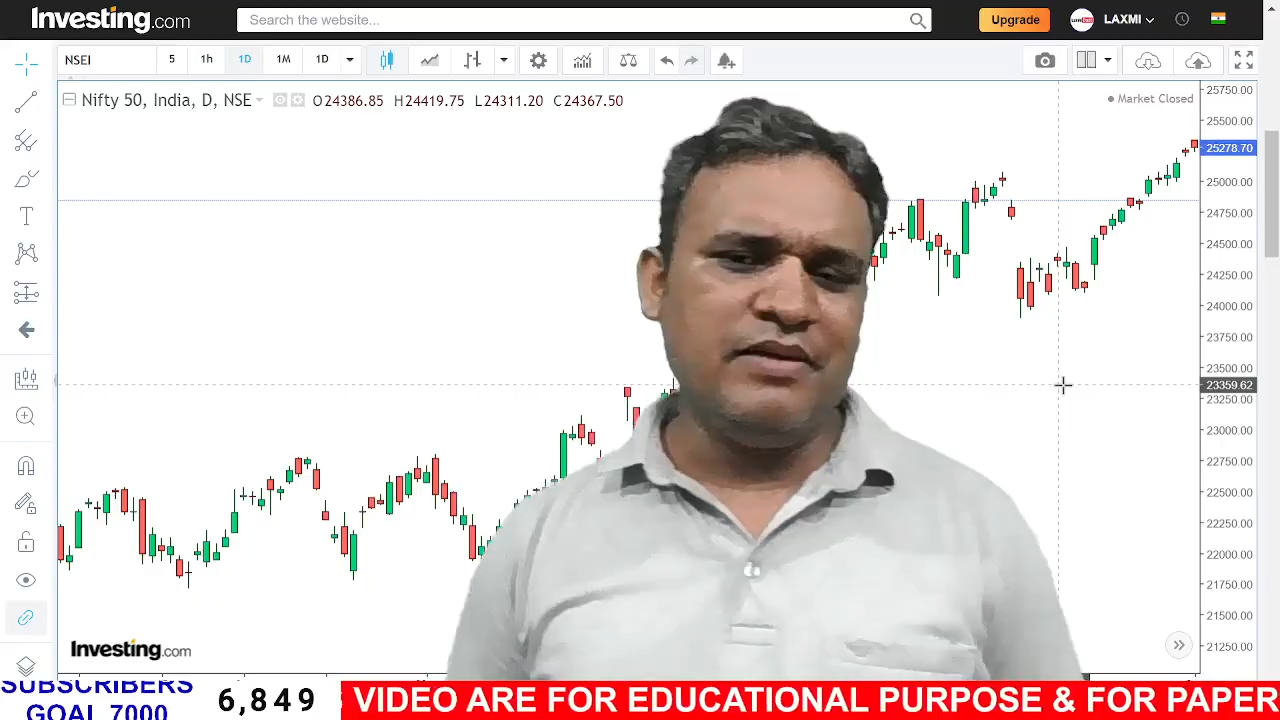 Investing.com
Search the website...
Upgrade
LAXMI
NSEI
5
1h
1D
1M
1D
Nifty 50, India, D, NSE
O24386.85 H24419.75 L24311.20 C24367.50
Market Closed
25750.00
25500.00
25278.70
25000.00
24750.00
24500.00
24250.00
24000.00
23750.00
23500.00
23359.62
23250.00
23000.00
22750.00
22500.00
22250.00
22000.00
21750.00
21500.00
21250.00
Investing.com
SUBSCRIBERS
GOAL 7000
6,849
VIDEO ARE FOR EDUCATIONAL PURPOSE & FOR PAPER